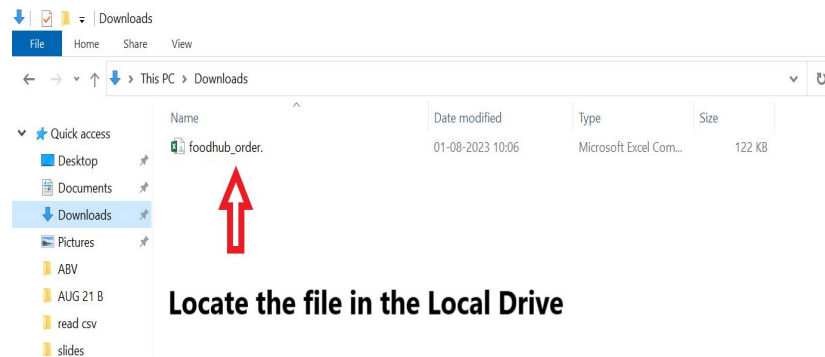 Downloads
File Home Share View
This PC > Downloads
Name Date modified Type Size
Quick access
foodhub_order. 01-08-2023 10:06 Microsoft Excel Com... 122 KB
Desktop
Documents
Downloads
Pictures
ABV
AUG 21 B
read csv
slides
Locate the file in the Local Drive